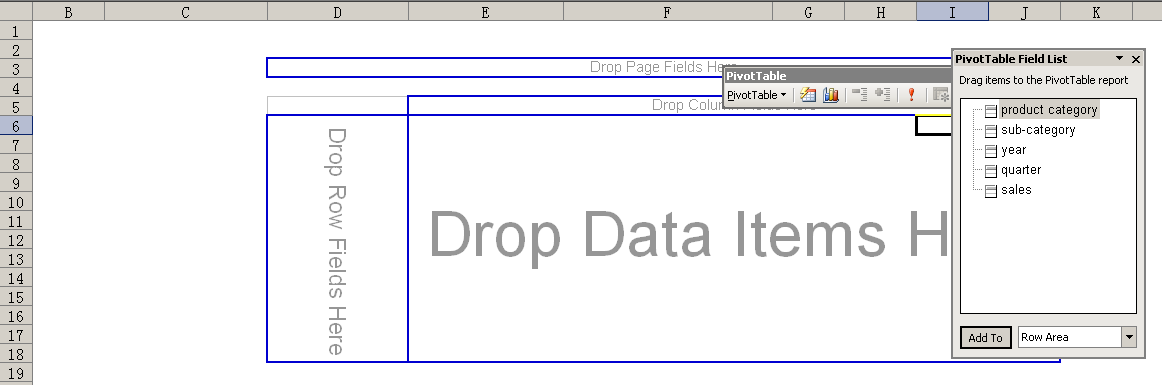 B C D E F G H I J K
1
2
3 Drop Page Fields Here
4
5 Drop Column Fields Here
6
7
8
9
10
11
12
13
14
15
16
17
18
19
Drop Row Fields Here
Drop Data Items H
PivotTable
PivotTable
PivotTable Field List
Drag items to the PivotTable report
product category
sub-category
year
quarter
sales
Add To Row Area